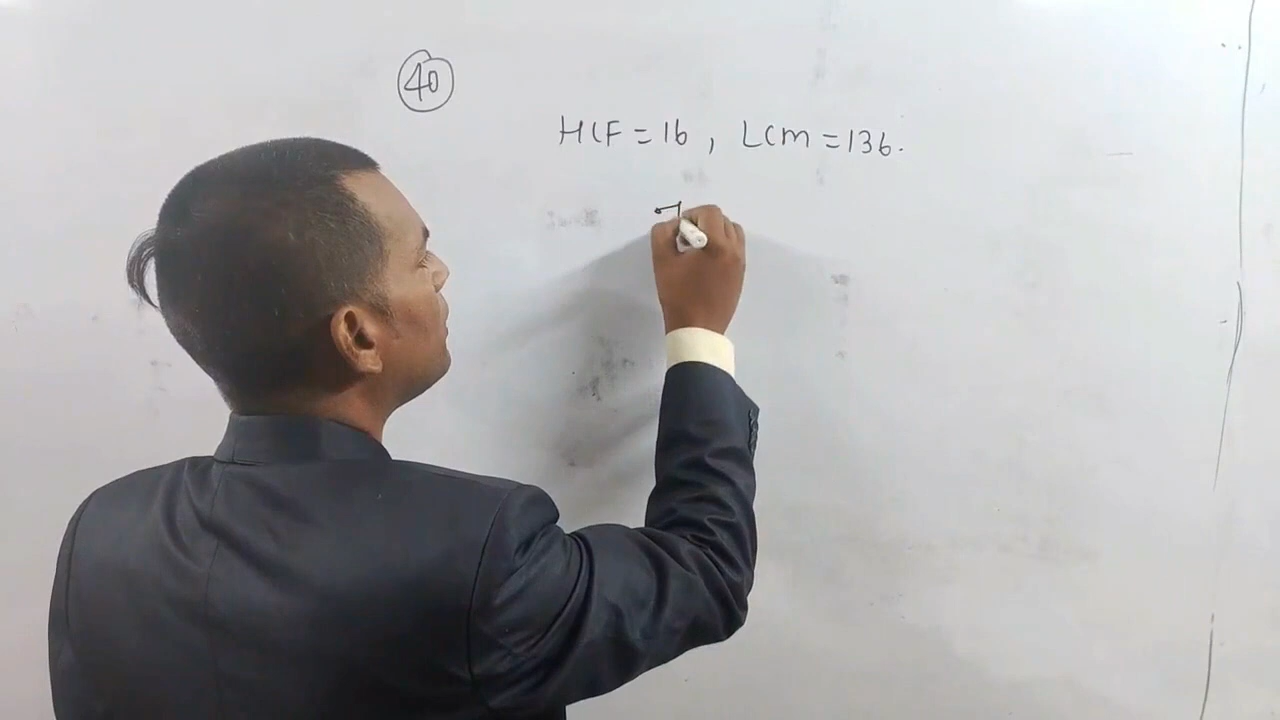 40
HCF = 16, LCM = 136.